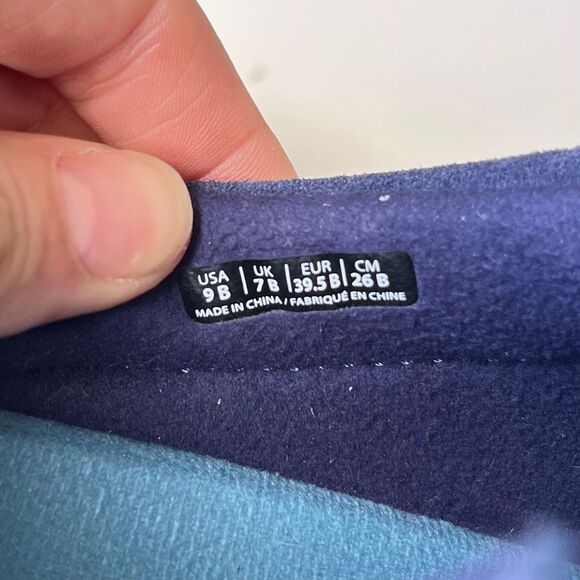 USA | UK | EUR | CM
9 B | 7 B | 39.5 B | 26 B
MADE IN CHINA / FABRIQUÉ EN CHINE